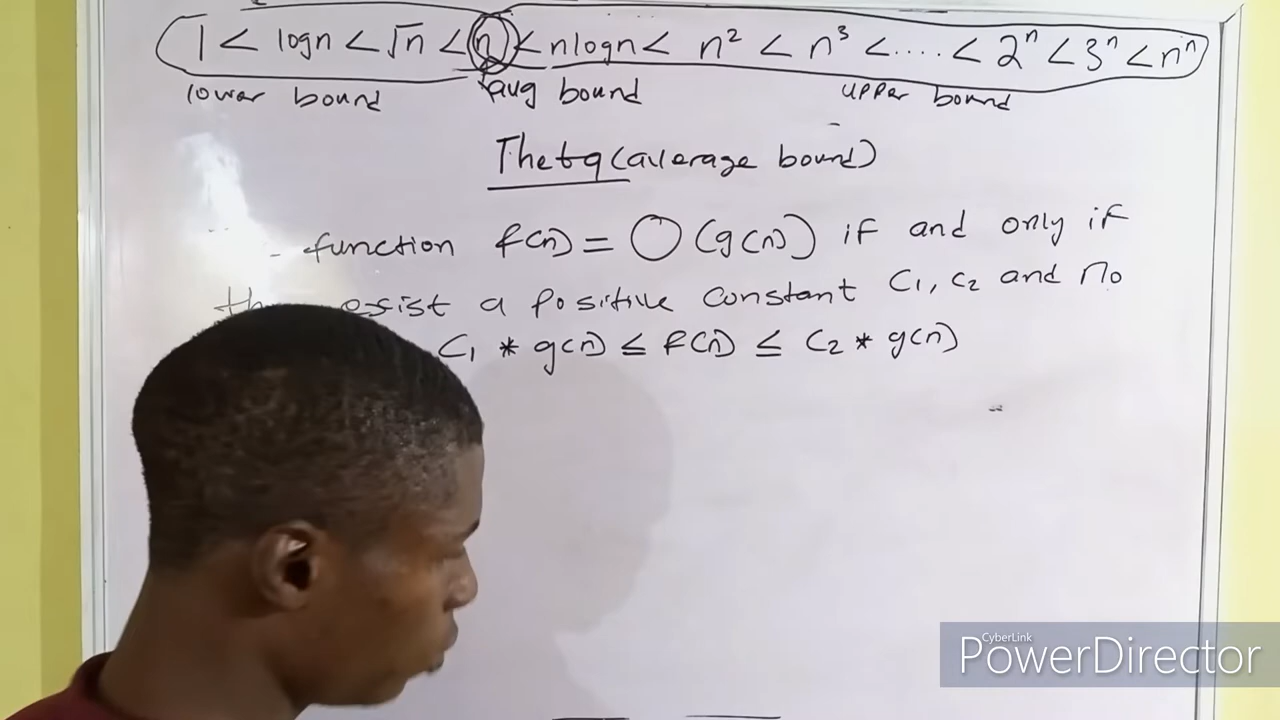 1 < logn < √n < n < nlogn < n² < n³ < .... < 2ⁿ < 3ⁿ < nⁿ
lower bound avg bound upper bound
Theta (average bound)
function f(n) = O (g(n)) if and only if
exist a positive constant C₁, C₂ and n₀
C₁ * g(n) ≤ f(n) ≤ C₂ * g(n)
CyberLink
PowerDirector